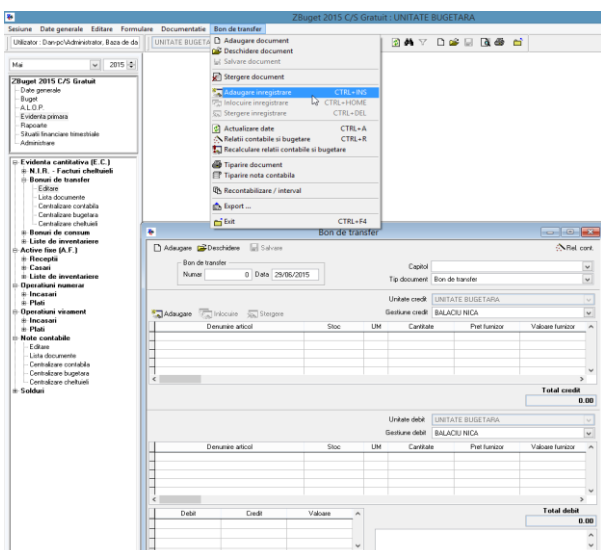 ZBuget 2015 C/S Gratuit : UNITATE BUGETARA
Sesiune Date generale Editare Formulare Documentatie Bon de transfer
Utilizator : Dan-pc\Administrator, Baza de da
UNITATE BUGETA
Mai 2015
ZBuget 2015 C/S Gratuit
Date generale
Buget
A.L.O.P.
Evidenta primara
Rapoarte
Situatii financiare trimestriale
Administrare
Evidenta cantitativa (E.C.)
N.I.R. - Facturi cheltuieli
Bonuri de transfer
Editare
Lista documente
Centralizare contabila
Centralizare bugetara
Centralizare cheltuieli
Bonuri de consum
Liste de inventariere
Active fixe (A.F.)
Receptii
Casari
Liste de inventariere
Operatiuni numerar
Incasari
Plati
Operatiuni virament
Incasari
Plati
Note contabile
Editare
Lista documente
Centralizare contabila
Centralizare bugetara
Centralizare cheltuieli
Solduri
Adaugare document
Deschidere document
Salvare document
Stergere document
Adaugare inregistrare CTRL+INS
Inlocuire inregistrare CTRL+HOME
Stergere inregistrare CTRL+DEL
Actualizare date CTRL+A
Relatii contabile si bugetare CTRL+R
Recalculare relatii contabile si bugetare
Tiparire document
Tiparire nota contabila
Recontabilizare / interval
Export ...
Exit CTRL+F4
Bon de transfer
Adaugare Deschidere Salvare Rel. cont.
Bon de transfer
Numar 0 Data 29/06/2015
Capitol
Tip document Bon de transfer
Unitate credit UNITATE BUGETARA
Adaugare Inlocuire Stergere Gestiune credit BALACIU NICA
Denumire articol Stoc UM Cantitate Pret furnizor Valoare furnizor
Total credit
0.00
Unitate debit UNITATE BUGETARA
Gestiune debit BALACIU NICA
Denumire articol Stoc UM Cantitate Pret furnizor Valoare furnizor
Total debit
0.00
Debit Credit Valoare